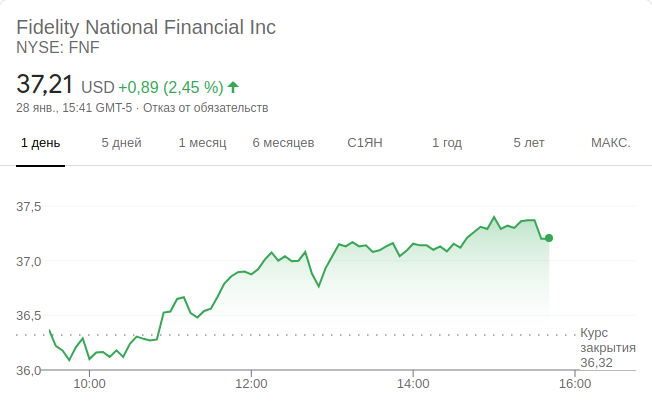 Fidelity National Financial Inc
NYSE: FNF
37,21 USD +0,89 (2,45 %)
28 янв., 15:41 GMT-5 · Отказ от обязательств
1 день 5 дней 1 месяц 6 месяцев С1ЯН 1 год 5 лет МАКС.
37,5
37,0
36,5
Курс
закрытия
36,32
36,0
10:00 12:00 14:00 16:00